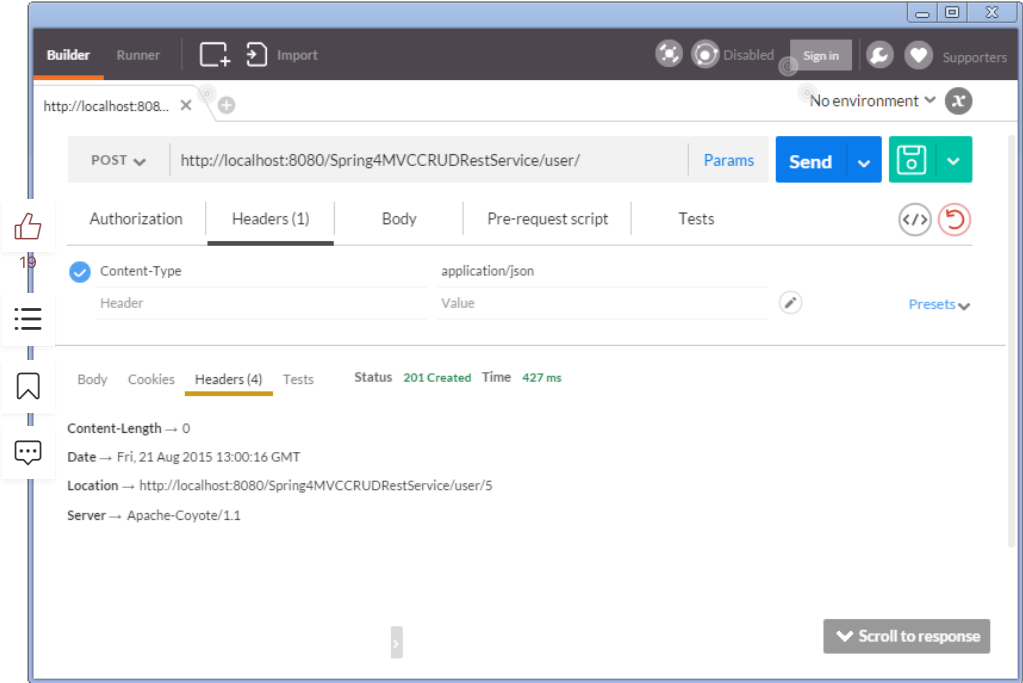 Builder Runner Import Disabled Sign in Supporters
http://localhost:808... No environment
POST http://localhost:8080/Spring4MVCCRUDRestService/user/ Params Send
Authorization Headers (1) Body Pre-request script Tests
19
Content-Type application/json
Header Value Presets
Body Cookies Headers (4) Tests Status 201 Created Time 427 ms
Content-Length → 0
Date → Fri, 21 Aug 2015 13:00:16 GMT
Location → http://localhost:8080/Spring4MVCCRUDRestService/user/5
Server → Apache-Coyote/1.1
Scroll to response